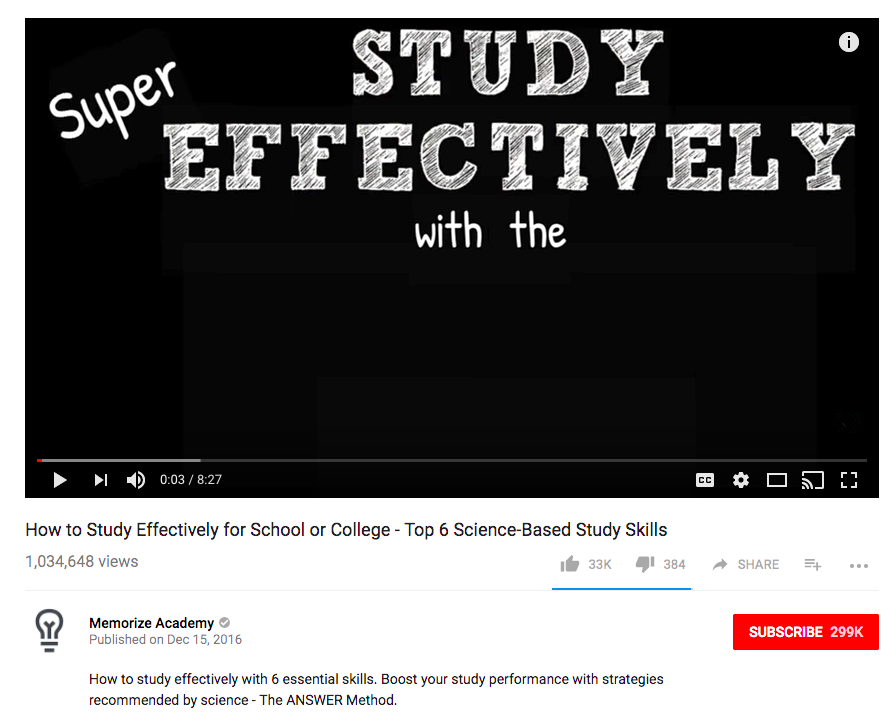 Super STUDY
EFFECTIVELY
with the
0:03 / 8:27
CC
How to Study Effectively for School or College - Top 6 Science-Based Study Skills
1,034,648 views
33K 384 SHARE
Memorize Academy
Published on Dec 15, 2016
SUBSCRIBE 299K
How to study effectively with 6 essential skills. Boost your study performance with strategies
recommended by science - The ANSWER Method.